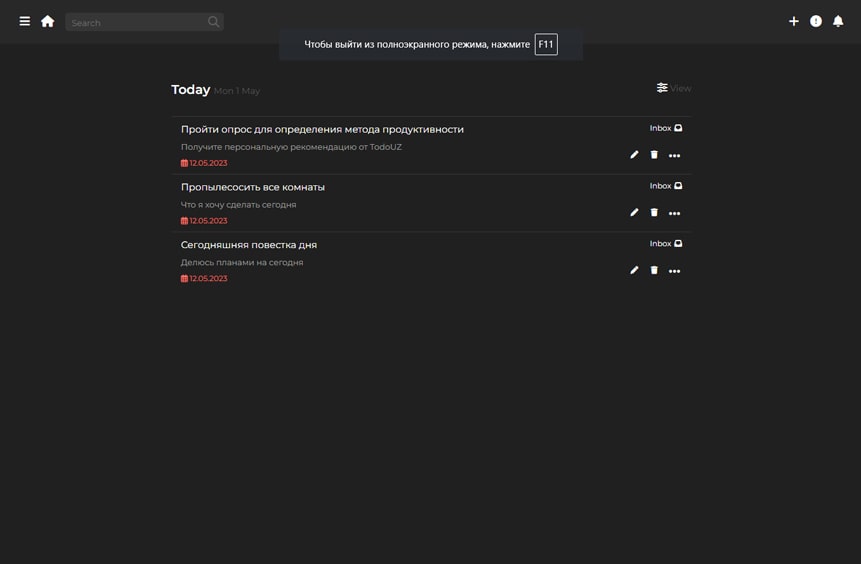 Search
Чтобы выйти из полноэкранного режима, нажмите F11
Today Mon 1 May
View
Пройти опрос для определения метода продуктивности
Inbox
Получите персональную рекомендацию от TodoUZ
12.05.2023
Пропылесосить все комнаты
Inbox
Что я хочу сделать сегодня
12.05.2023
Сегодняшняя повестка дня
Inbox
Делюсь планами на сегодня
12.05.2023